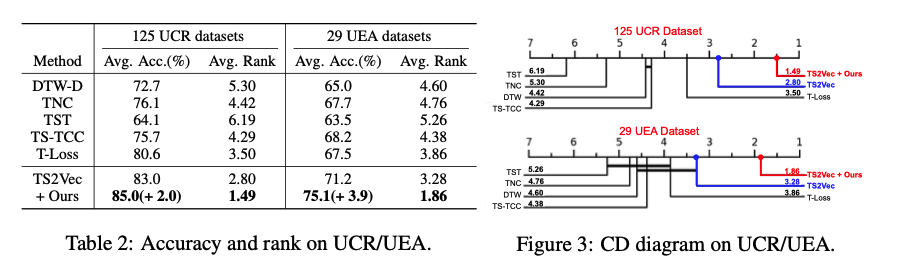 125 UCR datasets 29 UEA datasets
Method Avg. Acc.(%) Avg. Rank Avg. Acc.(%) Avg. Rank
DTW-D 72.7 5.30 65.0 4.60
TNC 76.1 4.42 67.7 4.76
TST 64.1 6.19 63.5 5.26
TS-TCC 75.7 4.29 68.2 4.38
T-Loss 80.6 3.50 67.5 3.86
TS2Vec 83.0 2.80 71.2 3.28
+ Ours 85.0(+ 2.0) 1.49 75.1(+ 3.9) 1.86
Table 2: Accuracy and rank on UCR/UEA.
125 UCR Dataset
7 6 5 4 3 2 1
TST 6.19 1.49 TS2Vec + Ours
TNC 5.30 2.80 TS2Vec
DTW 4.42 3.50 T-Loss
TS-TCC 4.29
29 UEA Dataset
7 6 5 4 3 2 1
TST 5.26 1.86 TS2Vec + Ours
TNC 4.76 3.28 TS2Vec
DTW 4.60 3.86 T-Loss
TS-TCC 4.38
Figure 3: CD diagram on UCR/UEA.